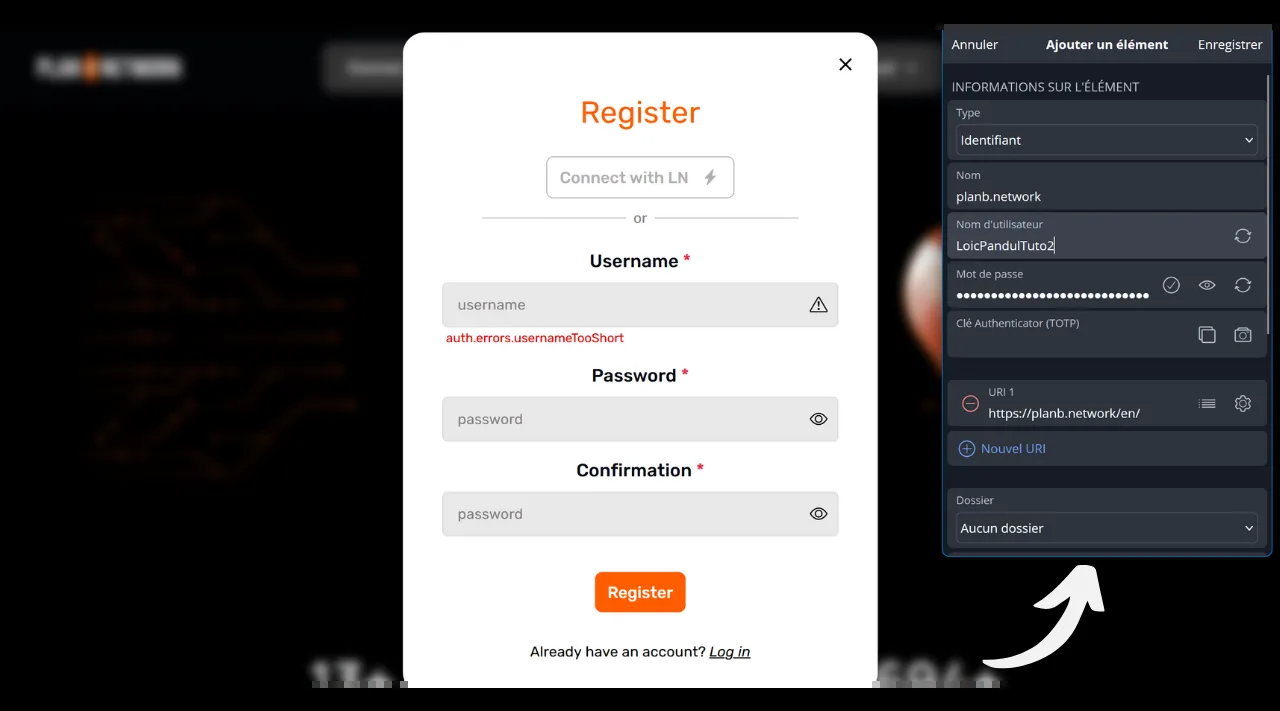 Register
Connect with LN
or
Username *
username
auth.errors.usernameTooShort
Password *
password
Confirmation *
password
Register
Already have an account? Log in
Annuler Ajouter un élément Enregistrer
INFORMATIONS SUR L'ÉLÉMENT
Type
Identifiant
Nom
planb.network
Nom d'utilisateur
LoicPandulTuto2
Mot de passe
Clé Authenticator (TOTP)
URI 1
https://planb.network/en/
Nouvel URI
Dossier
Aucun dossier